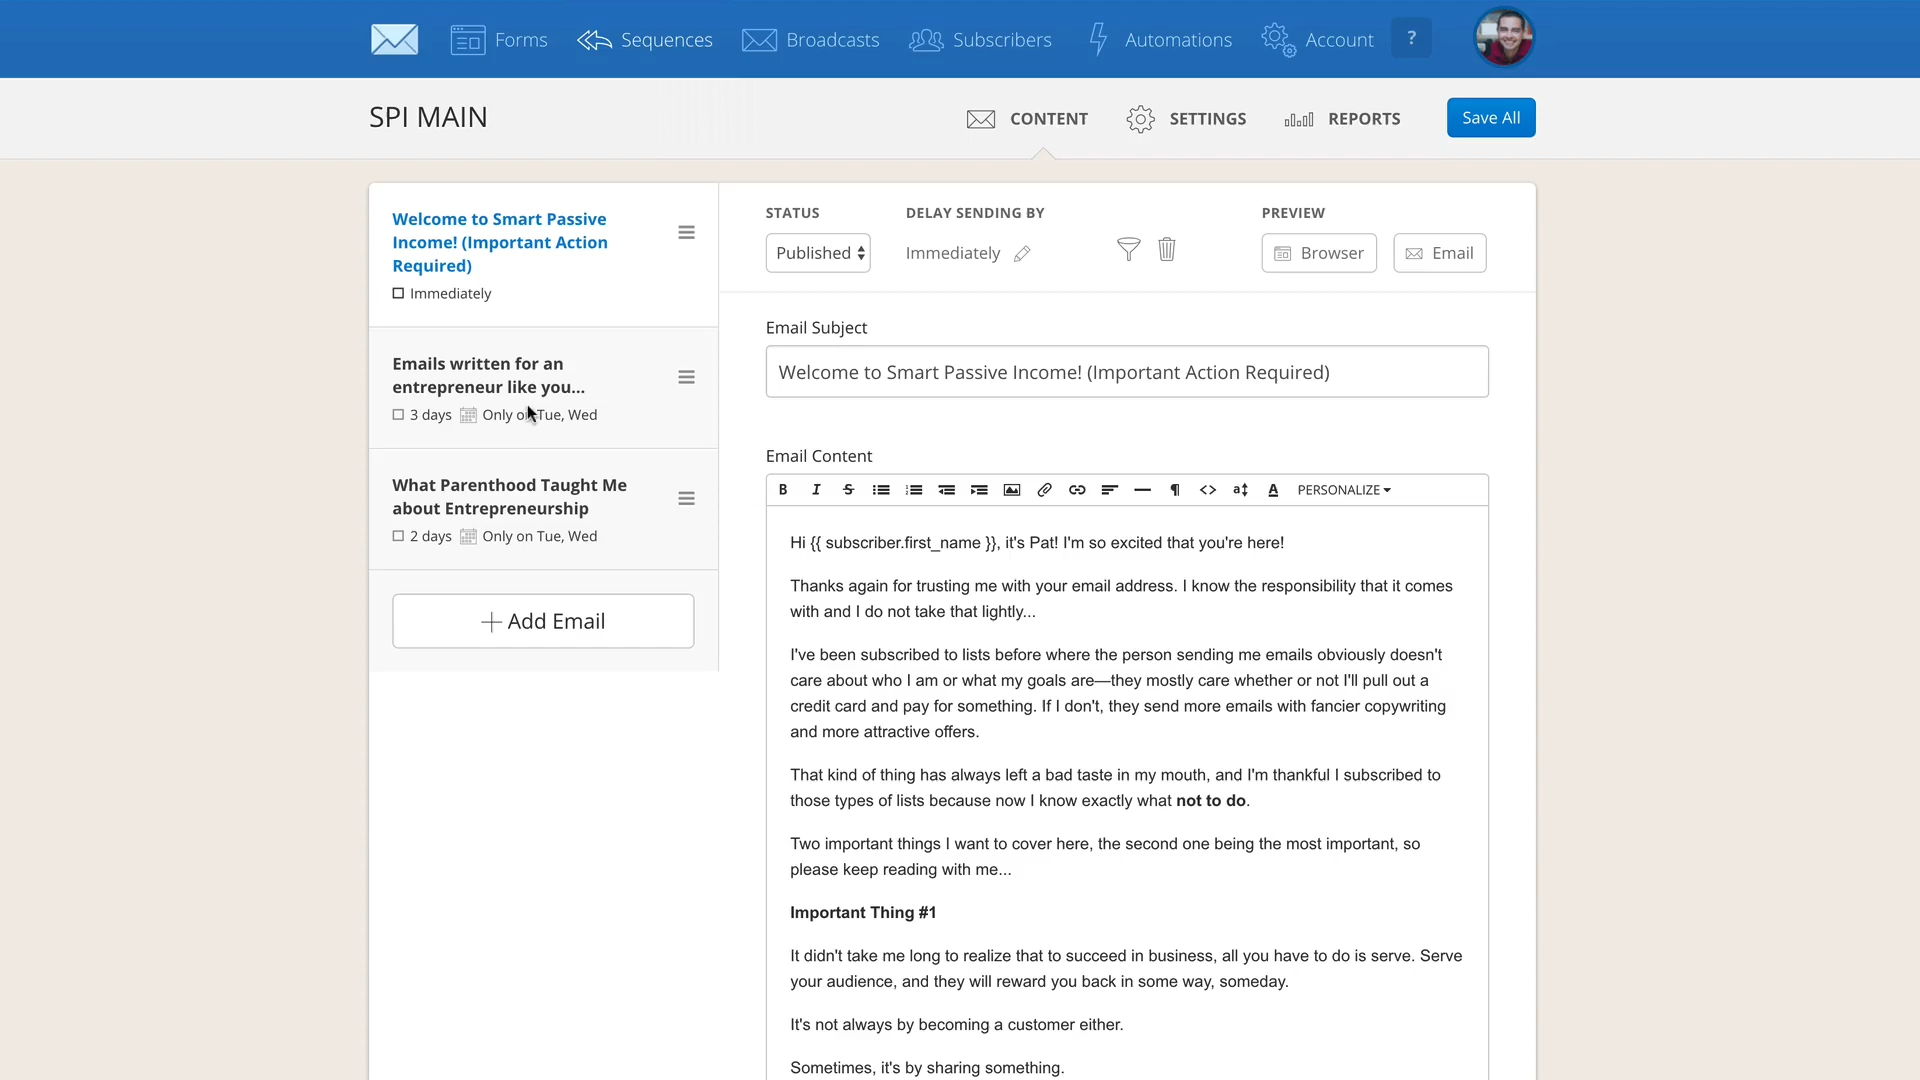 Forms
Sequences
Broadcasts
Subscribers
Automations
Account
?
SPI MAIN
CONTENT
SETTINGS
REPORTS
Save All
Welcome to Smart Passive
Income! (Important Action
Required)
Immediately
Emails written for an
entrepreneur like you...
3 days
Only on Tue, Wed
What Parenthood Taught Me
about Entrepreneurship
2 days
Only on Tue, Wed
Add Email
STATUS
Published
DELAY SENDING BY
Immediately
PREVIEW
Browser
Email
Email Subject
Welcome to Smart Passive Income! (Important Action Required)
Email Content
PERSONALIZE
Hi {{ subscriber.first_name }}, it's Pat! I'm so excited that you're here!
Thanks again for trusting me with your email address. I know the responsibility that it comes
with and I do not take that lightly...
I've been subscribed to lists before where the person sending me emails obviously doesn't
care about who I am or what my goals are—they mostly care whether or not I'll pull out a
credit card and pay for something. If I don't, they send more emails with fancier copywriting
and more attractive offers.
That kind of thing has always left a bad taste in my mouth, and I'm thankful I subscribed to
those types of lists because now I know exactly what not to do.
Two important things I want to cover here, the second one being the most important, so
please keep reading with me...
Important Thing #1
It didn't take me long to realize that to succeed in business, all you have to do is serve. Serve
your audience, and they will reward you back in some way, someday.
It's not always by becoming a customer either.
Sometimes, it's by sharing something.